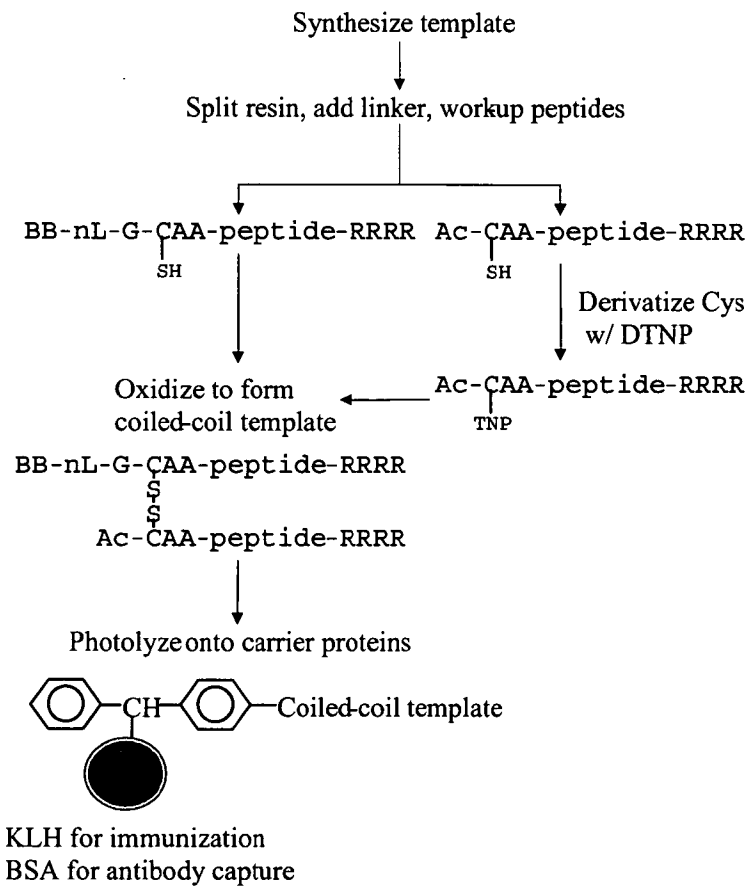 Synthesize template
Split resin, add linker, workup peptides
BB-nL-G-CAA-peptide-RRRR
SH
Ac-CAA-peptide-RRRR
SH
Derivatize Cys
w/ DTNP
Ac-CAA-peptide-RRRR
TNP
Oxidize to form
coiled-coil template
BB-nL-G-CAA-peptide-RRRR
S
S
Ac-CAA-peptide-RRRR
Photolyze onto carrier proteins
CH
Coiled-coil template
KLH for immunization
BSA for antibody capture